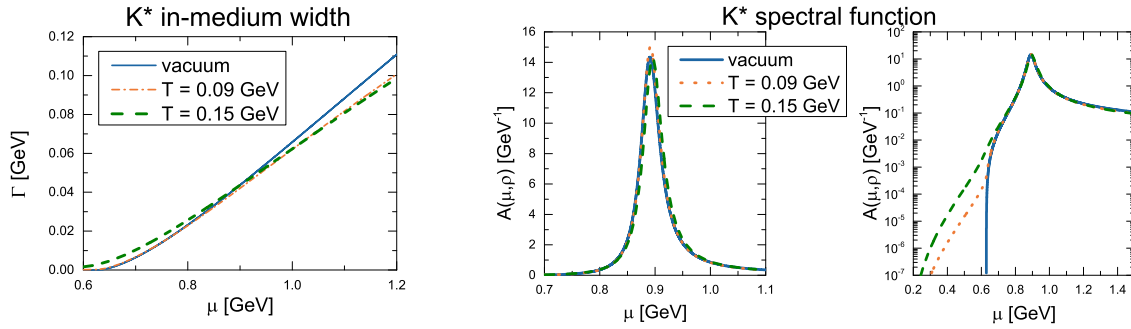 K* in-medium width
0.12
0.10
0.08
0.06
0.04
0.02
0.00
Γ [GeV]
vacuum
T = 0.09 GeV
T = 0.15 GeV
0.6 0.8 1.0 1.2
μ [GeV]
K* spectral function
16
14
12
10
8
6
4
2
0
A(μ,ρ) [GeV⁻¹]
vacuum
T = 0.09 GeV
T = 0.15 GeV
0.7 0.8 0.9 1.0 1.1
μ [GeV]
10²
10¹
10⁰
10⁻¹
10⁻²
10⁻³
10⁻⁴
10⁻⁵
10⁻⁶
10⁻⁷
A(μ,ρ) [GeV⁻¹]
0.2 0.4 0.6 0.8 1.0 1.2 1.4
μ [GeV]